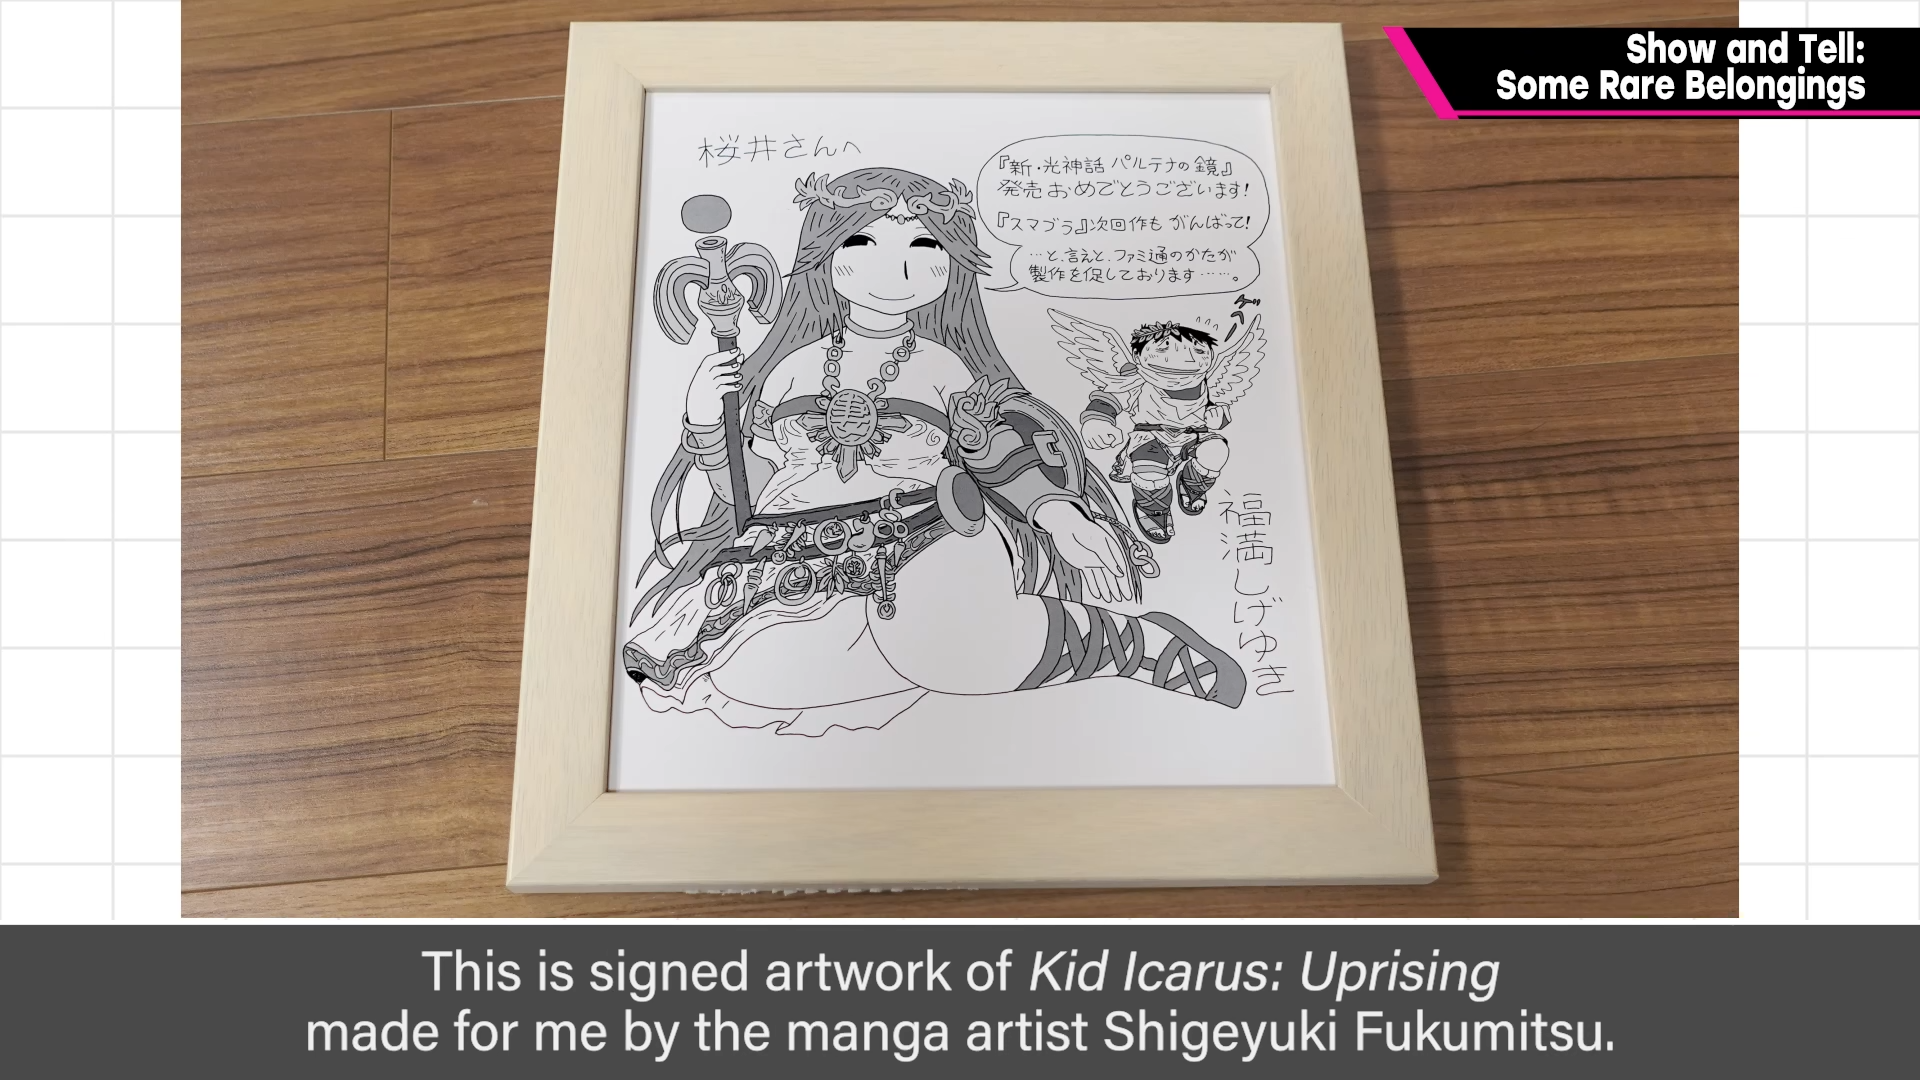 Show and Tell:
Some Rare Belongings
桜井さんへ
『新・光神話 パルテナの鏡』
発売おめでとうございます!
『スマブラ』次回作も がんばって!
…と、言えと、ファミ通のかたが
製作を促しております……。
福満しげゆき
This is signed artwork of Kid Icarus: Uprising
made for me by the manga artist Shigeyuki Fukumitsu.